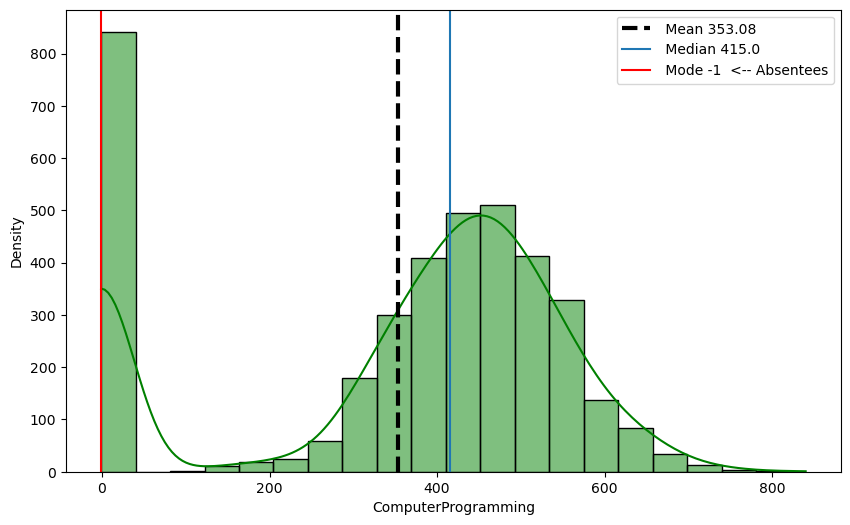 Mean 353.08
Median 415.0
Mode -1 <-- Absentees
800
700
600
500
400
300
200
100
0
Density
0 200 400 600 800
ComputerProgramming